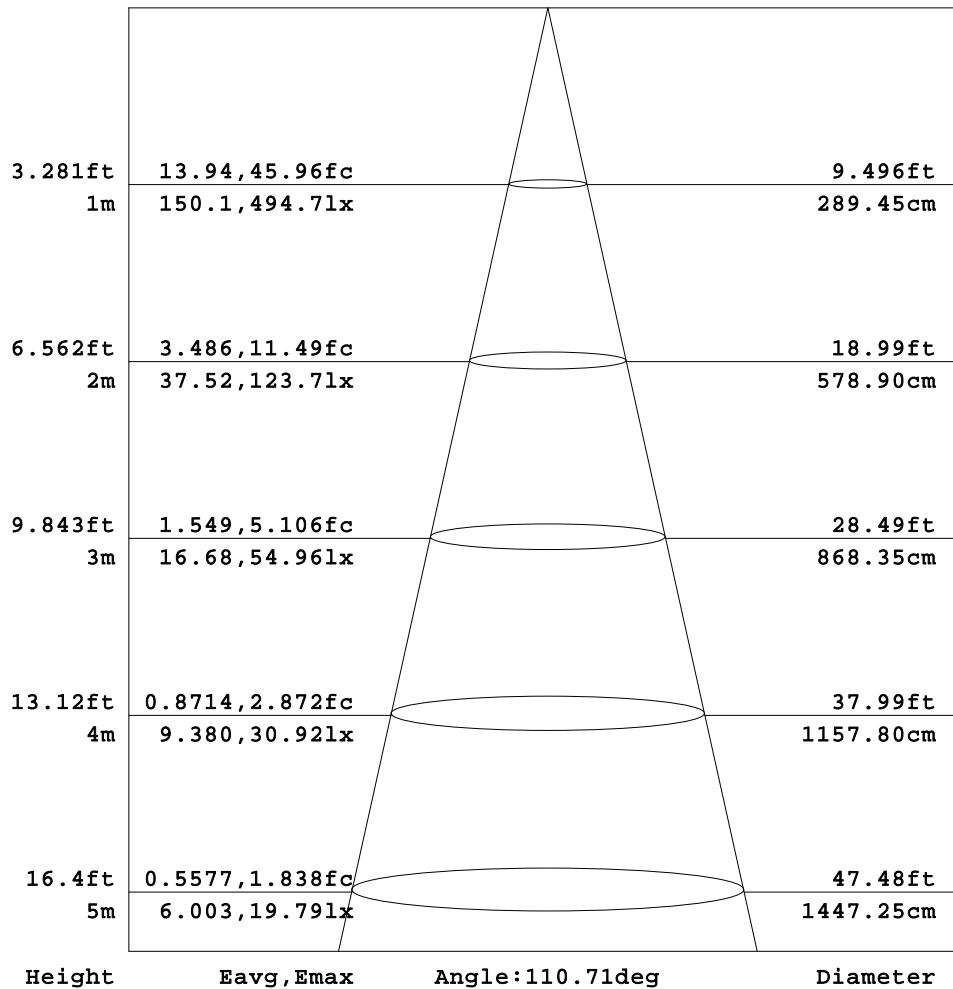 3.281ft 13.94,45.96fc 9.496ft
1m 150.1,494.7lx 289.45cm
6.562ft 3.486,11.49fc 18.99ft
2m 37.52,123.7lx 578.90cm
9.843ft 1.549,5.106fc 28.49ft
3m 16.68,54.96lx 868.35cm
13.12ft 0.8714,2.872fc 37.99ft
4m 9.380,30.92lx 1157.80cm
16.4ft 0.5577,1.838fc 47.48ft
5m 6.003,19.79lx 1447.25cm
Height Eavg,Emax Angle:110.71deg Diameter